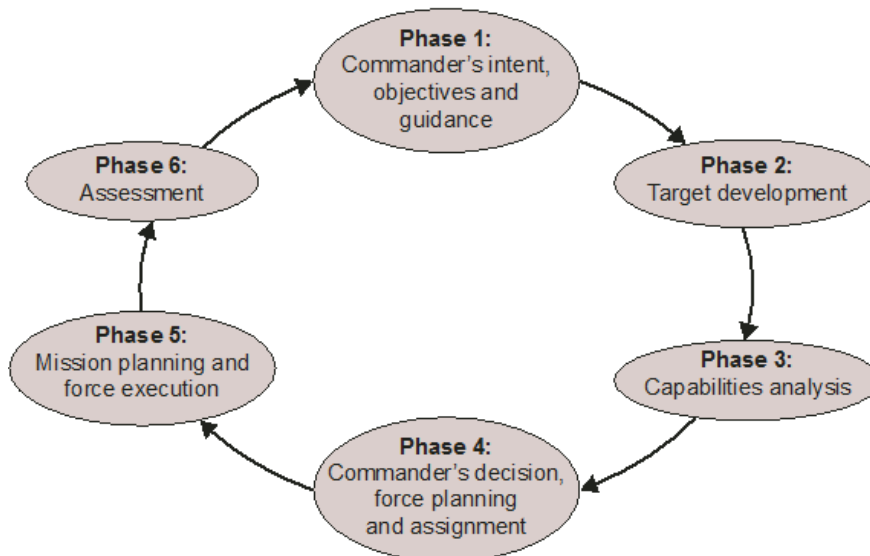 Phase 1:
Commander's intent,
objectives and
guidance
Phase 2:
Target development
Phase 3:
Capabilities analysis
Phase 4:
Commander's decision,
force planning
and assignment
Phase 5:
Mission planning and
force execution
Phase 6:
Assessment